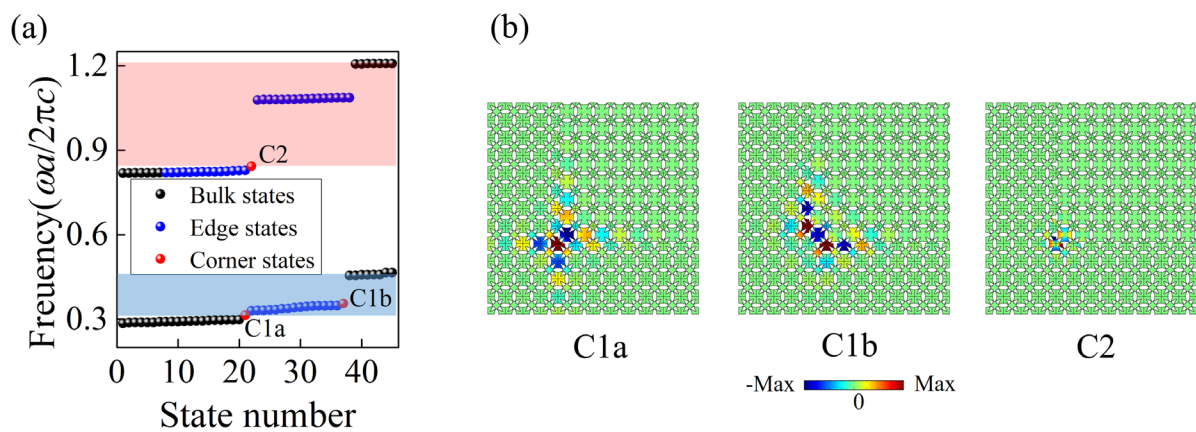 (a)
(b)
Freuency(ωa/2πc)
1.2
0.9
0.6
0.3
C2
Bulk states
Edge states
Corner states
C1b
C1a
0 10 20 30 40
State number
C1a C1b C2
-Max 0 Max